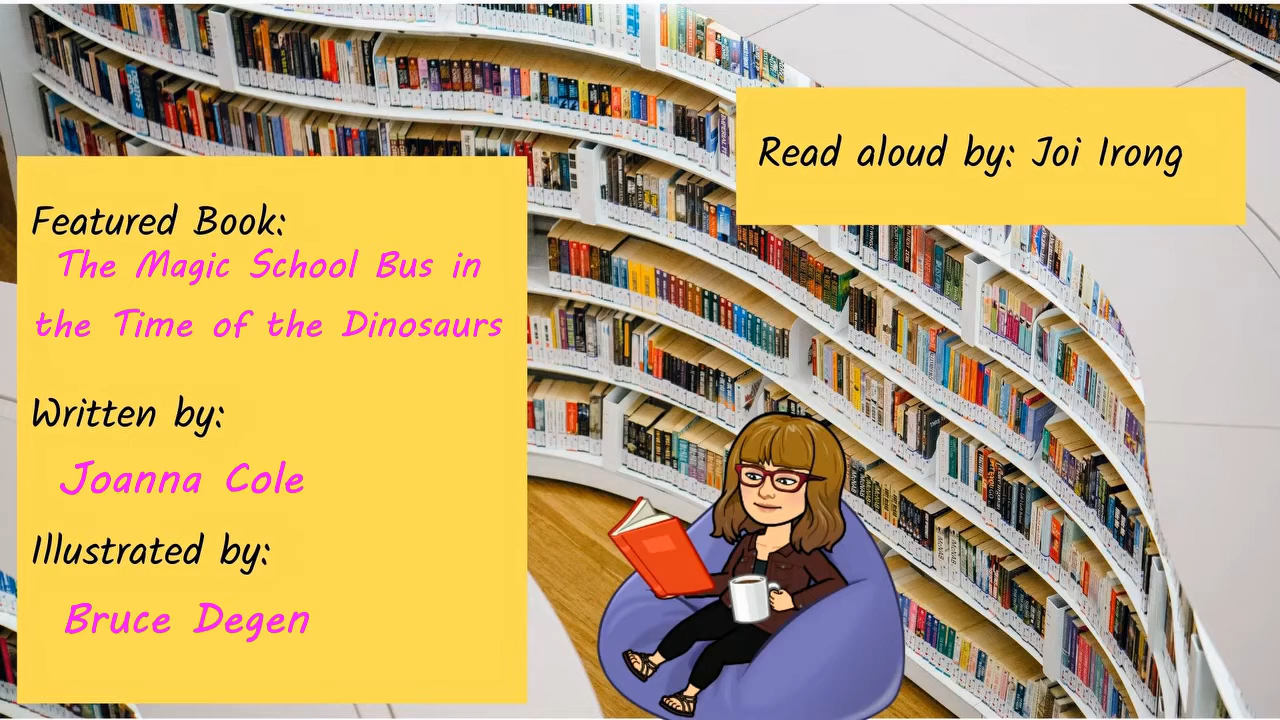 Read aloud by: Joi Irong
Featured Book:
The Magic School Bus in
the Time of the Dinosaurs
Written by:
Joanna Cole
Illustrated by:
Bruce Degen